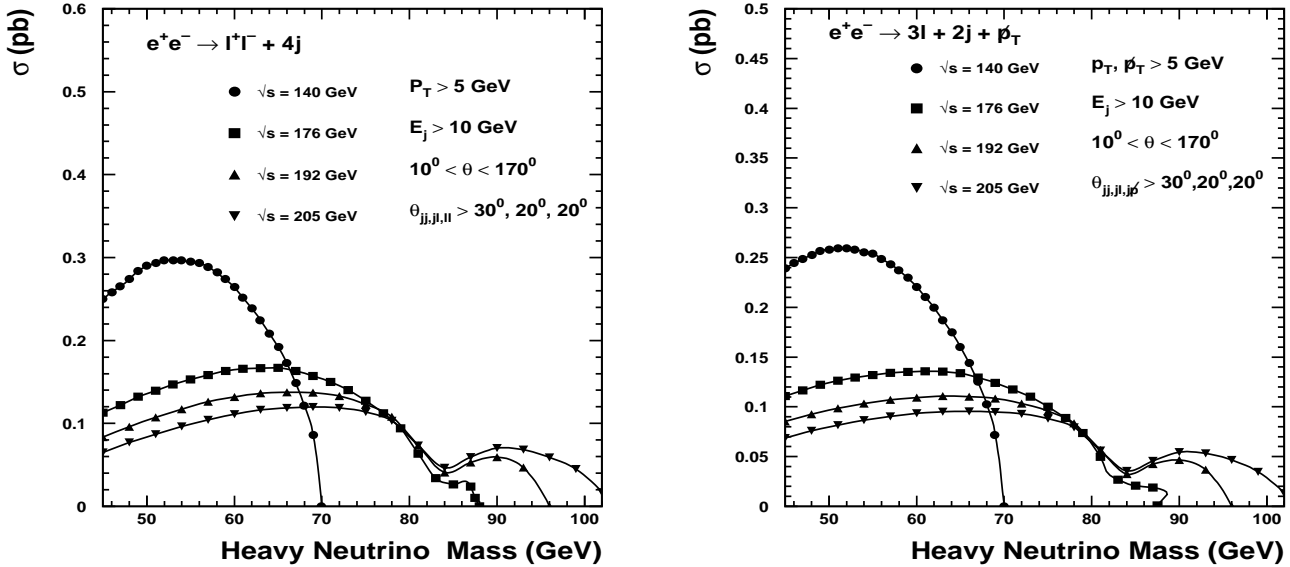 σ (pb)
e⁺e⁻ → l⁺l⁻ + 4j
√s = 140 GeV
√s = 176 GeV
√s = 192 GeV
√s = 205 GeV
P_T > 5 GeV
E_j > 10 GeV
10⁰ < θ < 170⁰
θ_jj,jl,ll > 30⁰, 20⁰, 20⁰
0.6
0.5
0.4
0.3
0.2
0.1
0
50 60 70 80 90 100
Heavy Neutrino Mass (GeV)
σ (pb)
e⁺e⁻ → 3l + 2j + p̸_T
√s = 140 GeV
√s = 176 GeV
√s = 192 GeV
√s = 205 GeV
p_T, p̸_T > 5 GeV
E_j > 10 GeV
10⁰ < θ < 170⁰
θ_jj,jl,jp̸ > 30⁰,20⁰,20⁰
0.5
0.45
0.4
0.35
0.3
0.25
0.2
0.15
0.1
0.05
0
50 60 70 80 90 100
Heavy Neutrino Mass (GeV)